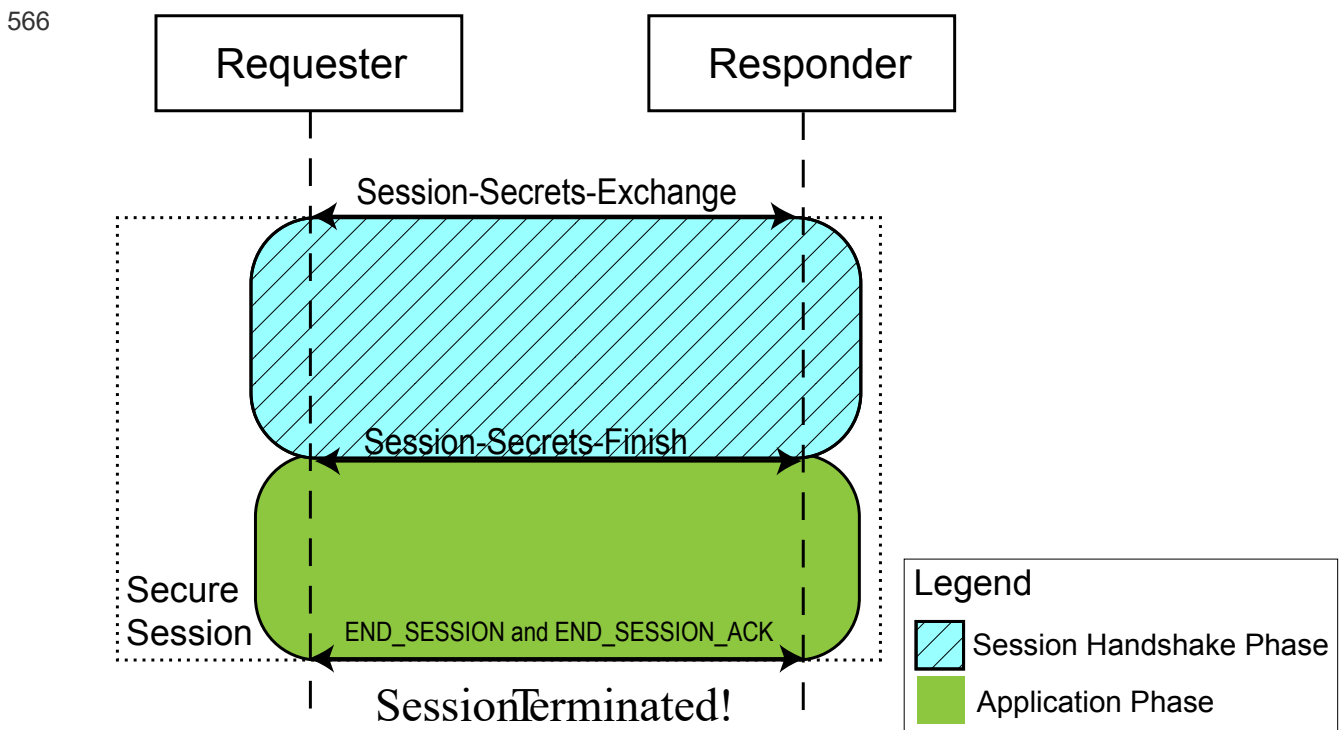 566
Requester
Responder
Session-Secrets-Exchange
Session-Secrets-Finish
Secure
Session
END_SESSION and END_SESSION_ACK
SessionTerminated!
Legend
Session Handshake Phase
Application Phase